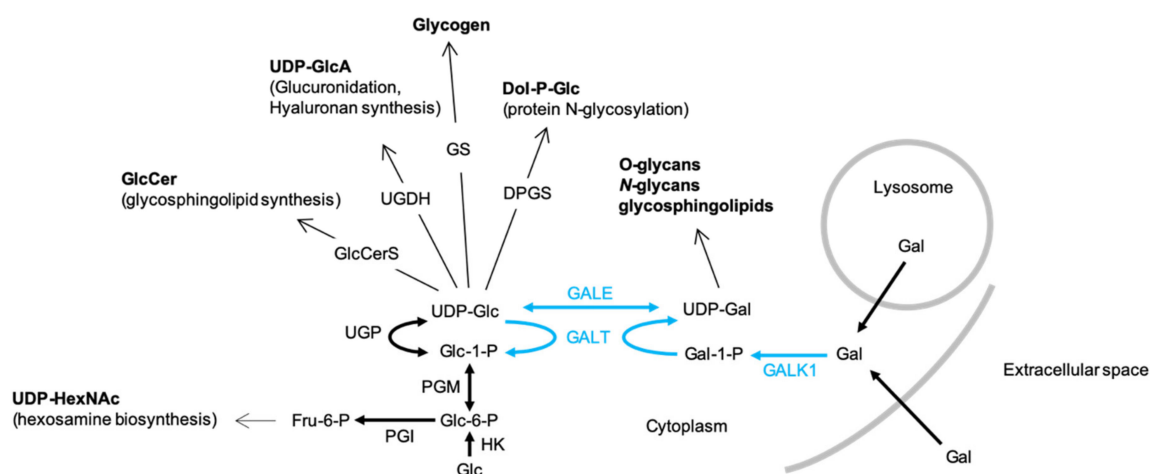 Glycogen
UDP-GlcA
(Glucuronidation,
Hyaluronan synthesis)
Dol-P-Glc
(protein N-glycosylation)
GS
O-glycans
N-glycans
glycosphingolipids
GlcCer
(glycosphingolipid synthesis)
UGDH
DPGS
Lysosome
Gal
GlcCerS
GALE
UDP-Glc
UDP-Gal
UGP
GALT
Glc-1-P
Gal-1-P
Gal
GALK1
Extracellular space
PGM
UDP-HexNAc
(hexosamine biosynthesis)
Fru-6-P
Glc-6-P
Cytoplasm
PGI
HK
Glc
Gal